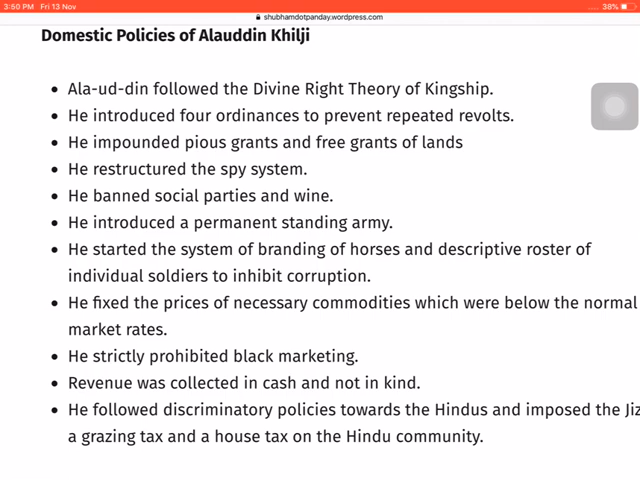 3:50 PM Fri 13 Nov
38%
shubhamdotpanday.wordpress.com
Domestic Policies of Alauddin Khilji
• Ala-ud-din followed the Divine Right Theory of Kingship.
• He introduced four ordinances to prevent repeated revolts.
• He impounded pious grants and free grants of lands
• He restructured the spy system.
• He banned social parties and wine.
• He introduced a permanent standing army.
• He started the system of branding of horses and descriptive roster of
individual soldiers to inhibit corruption.
• He fixed the prices of necessary commodities which were below the normal
market rates.
• He strictly prohibited black marketing.
• Revenue was collected in cash and not in kind.
• He followed discriminatory policies towards the Hindus and imposed the Jiz
a grazing tax and a house tax on the Hindu community.